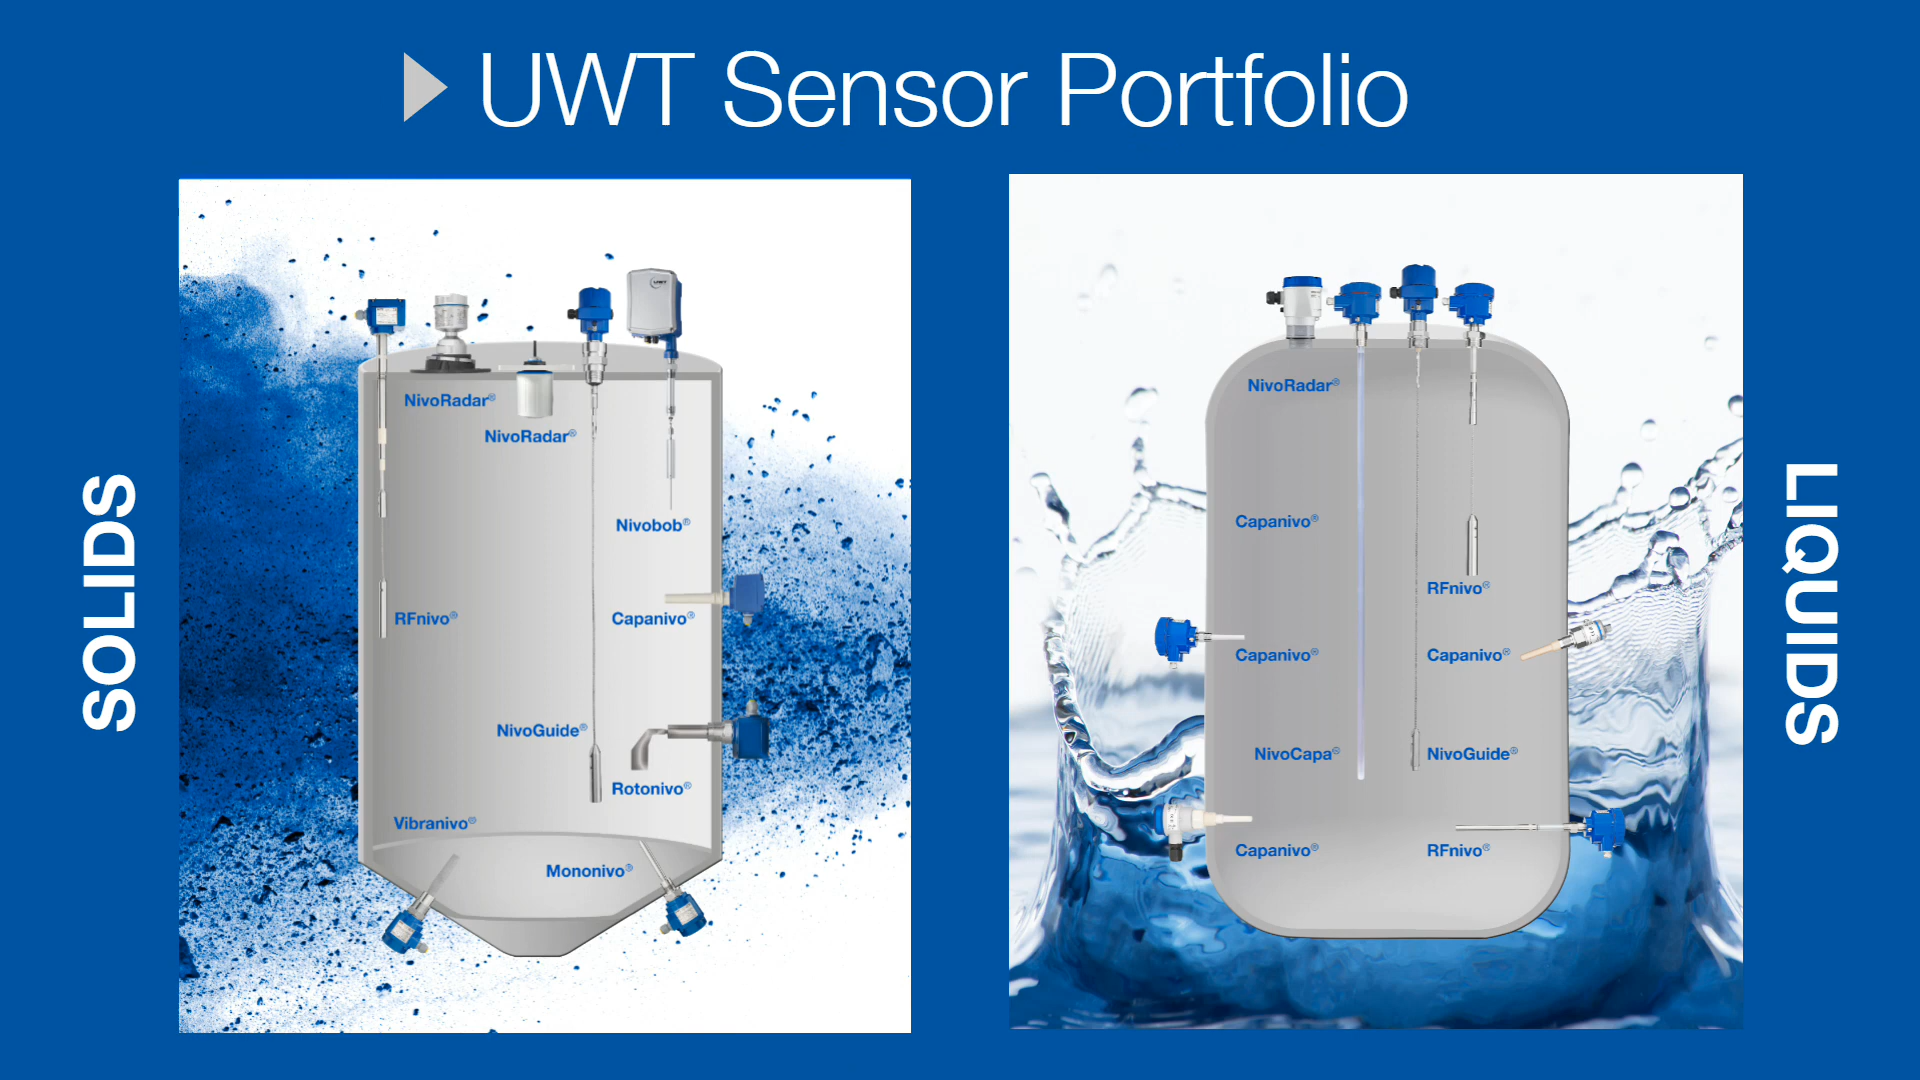 UWT Sensor Portfolio
SOLIDS
NivoRadar®
NivoRadar®
Nivobob®
RFnivo®
Capanivo®
NivoGuide®
Rotonivo®
Vibranivo®
Mononivo®
LIQUIDS
NivoRadar®
Capanivo®
RFnivo®
Capanivo®
Capanivo®
NivoCapa®
NivoGuide®
Capanivo®
RFnivo®
UWT